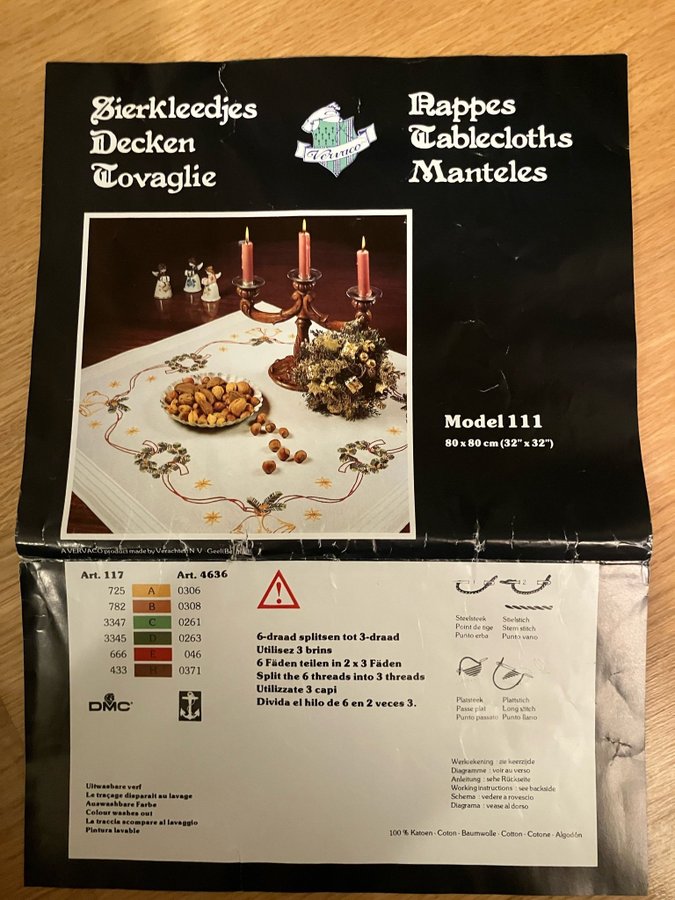 Sierkleedjes
Decken
Tovaglie
Vervaco
Nappes
Tablecloths
Manteles
Model 111
80 x 80 cm (32" x 32")
A VERVACO product made by Verachten N.V.
Art. 117 Art. 4636
725 A 0306
782 B 0308
3347 C 0261
3345 D 0263
666 E 046
433 H 0371
DMC
6-draad splitsen tot 3-draad
Utilisez 3 brins
6 Fäden teilen in 2 x 3 Fäden
Split the 6 threads into 3 threads
Utilizzate 3 capi
Divida el hilo de 6 en 2 veces 3.
1 2
Steelsteek Stielstich
Point de tige Stem stitch
Punto erba Punto vano
Platsteek Plattstich
Passe plat Long stitch
Punto passato Punto llano
Werktekening : zie keerzijde
Diagramme : voir au verso
Anleitung : sehe Rückseite
Working instructions : see backside
Schema : vedere a rovescio
Diagrama : vease al dorso
Uitwasbare verf
Le traçage disparaît au lavage
Auswashbare Farbe
Colour washes out
La traccia scompare al lavaggio
Pintura lavable
100 % Katoen - Coton - Baumwolle - Cotton - Cotone - Algodón